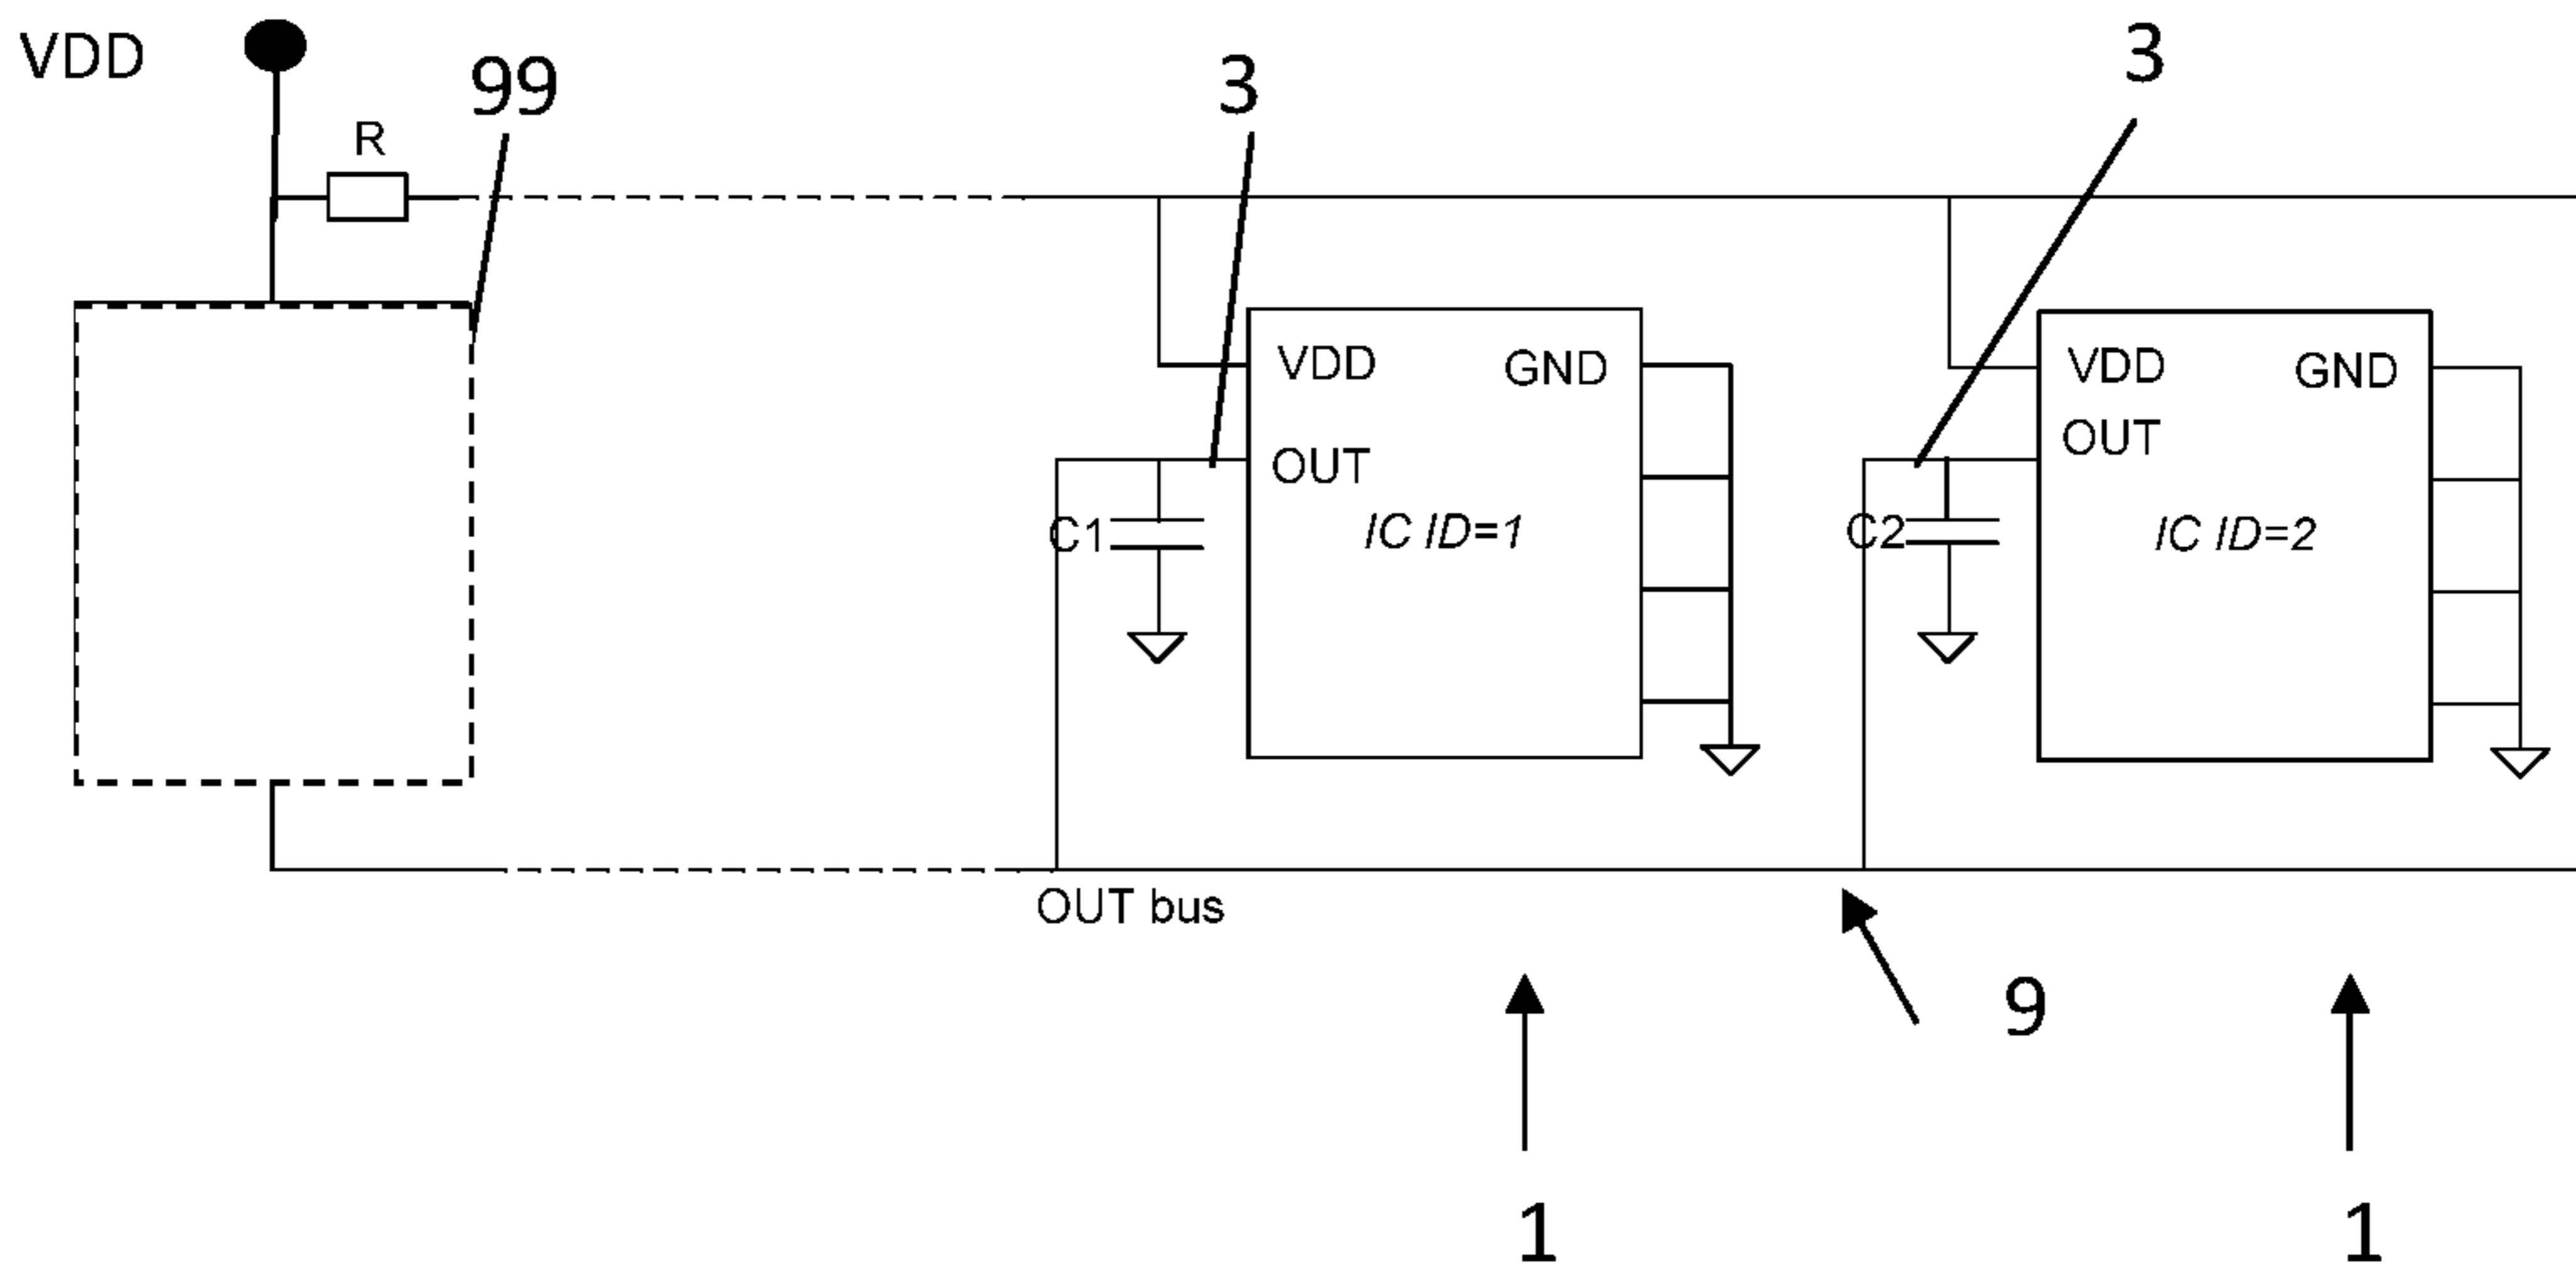 VDD
99
3
3
R
VDD GND
OUT
C1
IC ID=1
VDD GND
OUT
C2
IC ID=2
OUT bus
9
1
1